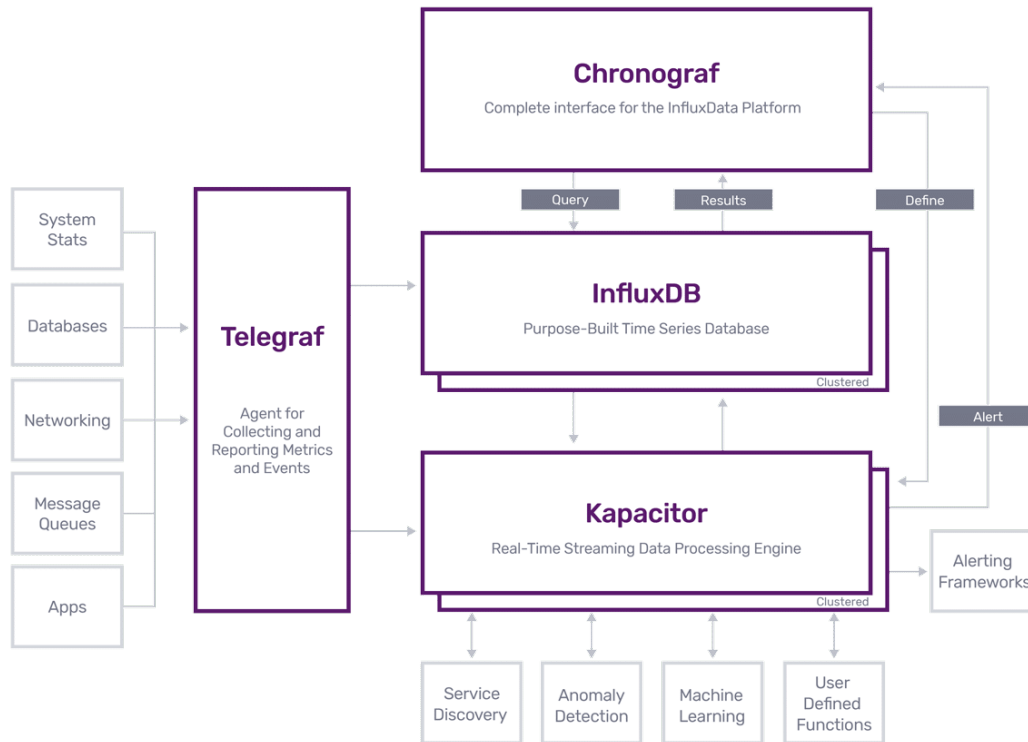 Chronograf
Complete interface for the InfluxData Platform
Query
Results
Define
System
Stats
Databases
Networking
Message
Queues
Apps
Telegraf
Agent for
Collecting and
Reporting Metrics
and Events
InfluxDB
Purpose-Built Time Series Database
Clustered
Alert
Kapacitor
Real-Time Streaming Data Processing Engine
Clustered
Alerting
Frameworks
Service
Discovery
Anomaly
Detection
Machine
Learning
User
Defined
Functions